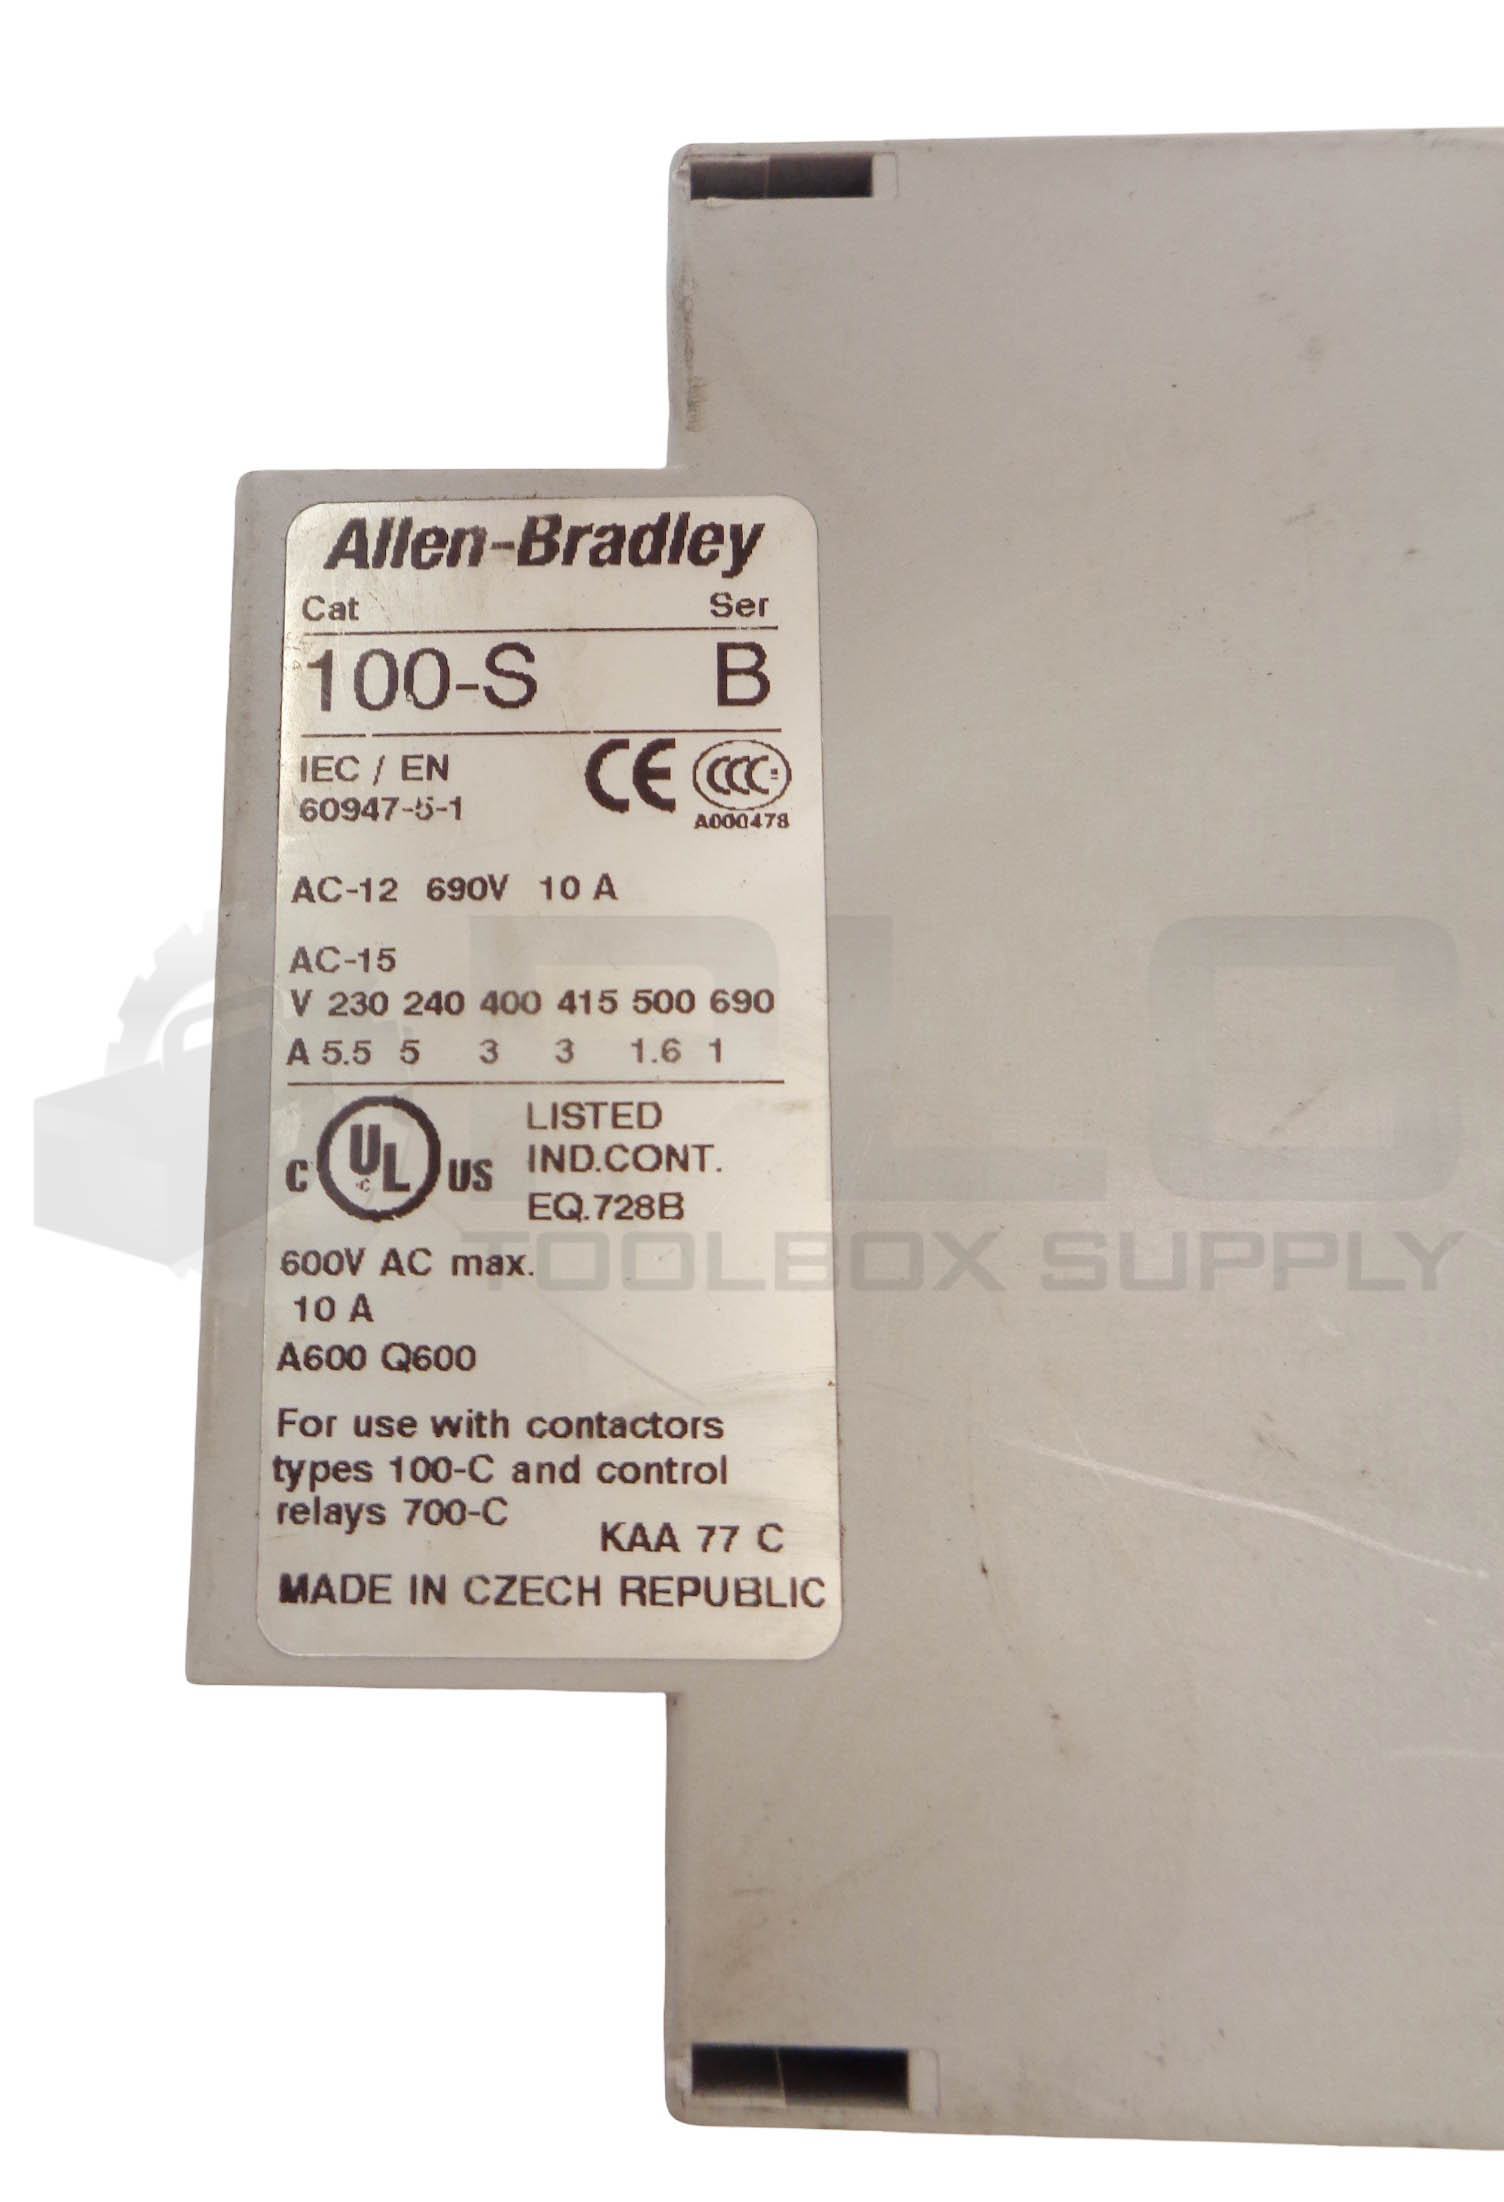 Allen-Bradley
Cat Ser
100-S B
IEC / EN
60947-5-1
CE CCC
A000478
AC-12 690V 10 A
AC-15
V 230 240 400 415 500 690
A 5.5 5 3 3 1.6 1
C UL US
LISTED
IND.CONT.
EQ.728B
600V AC max.
10 A
A600 Q600
For use with contactors
types 100-C and control
relays 700-C
KAA 77 C
MADE IN CZECH REPUBLIC
DLO
TOOLBOX SUPPLY